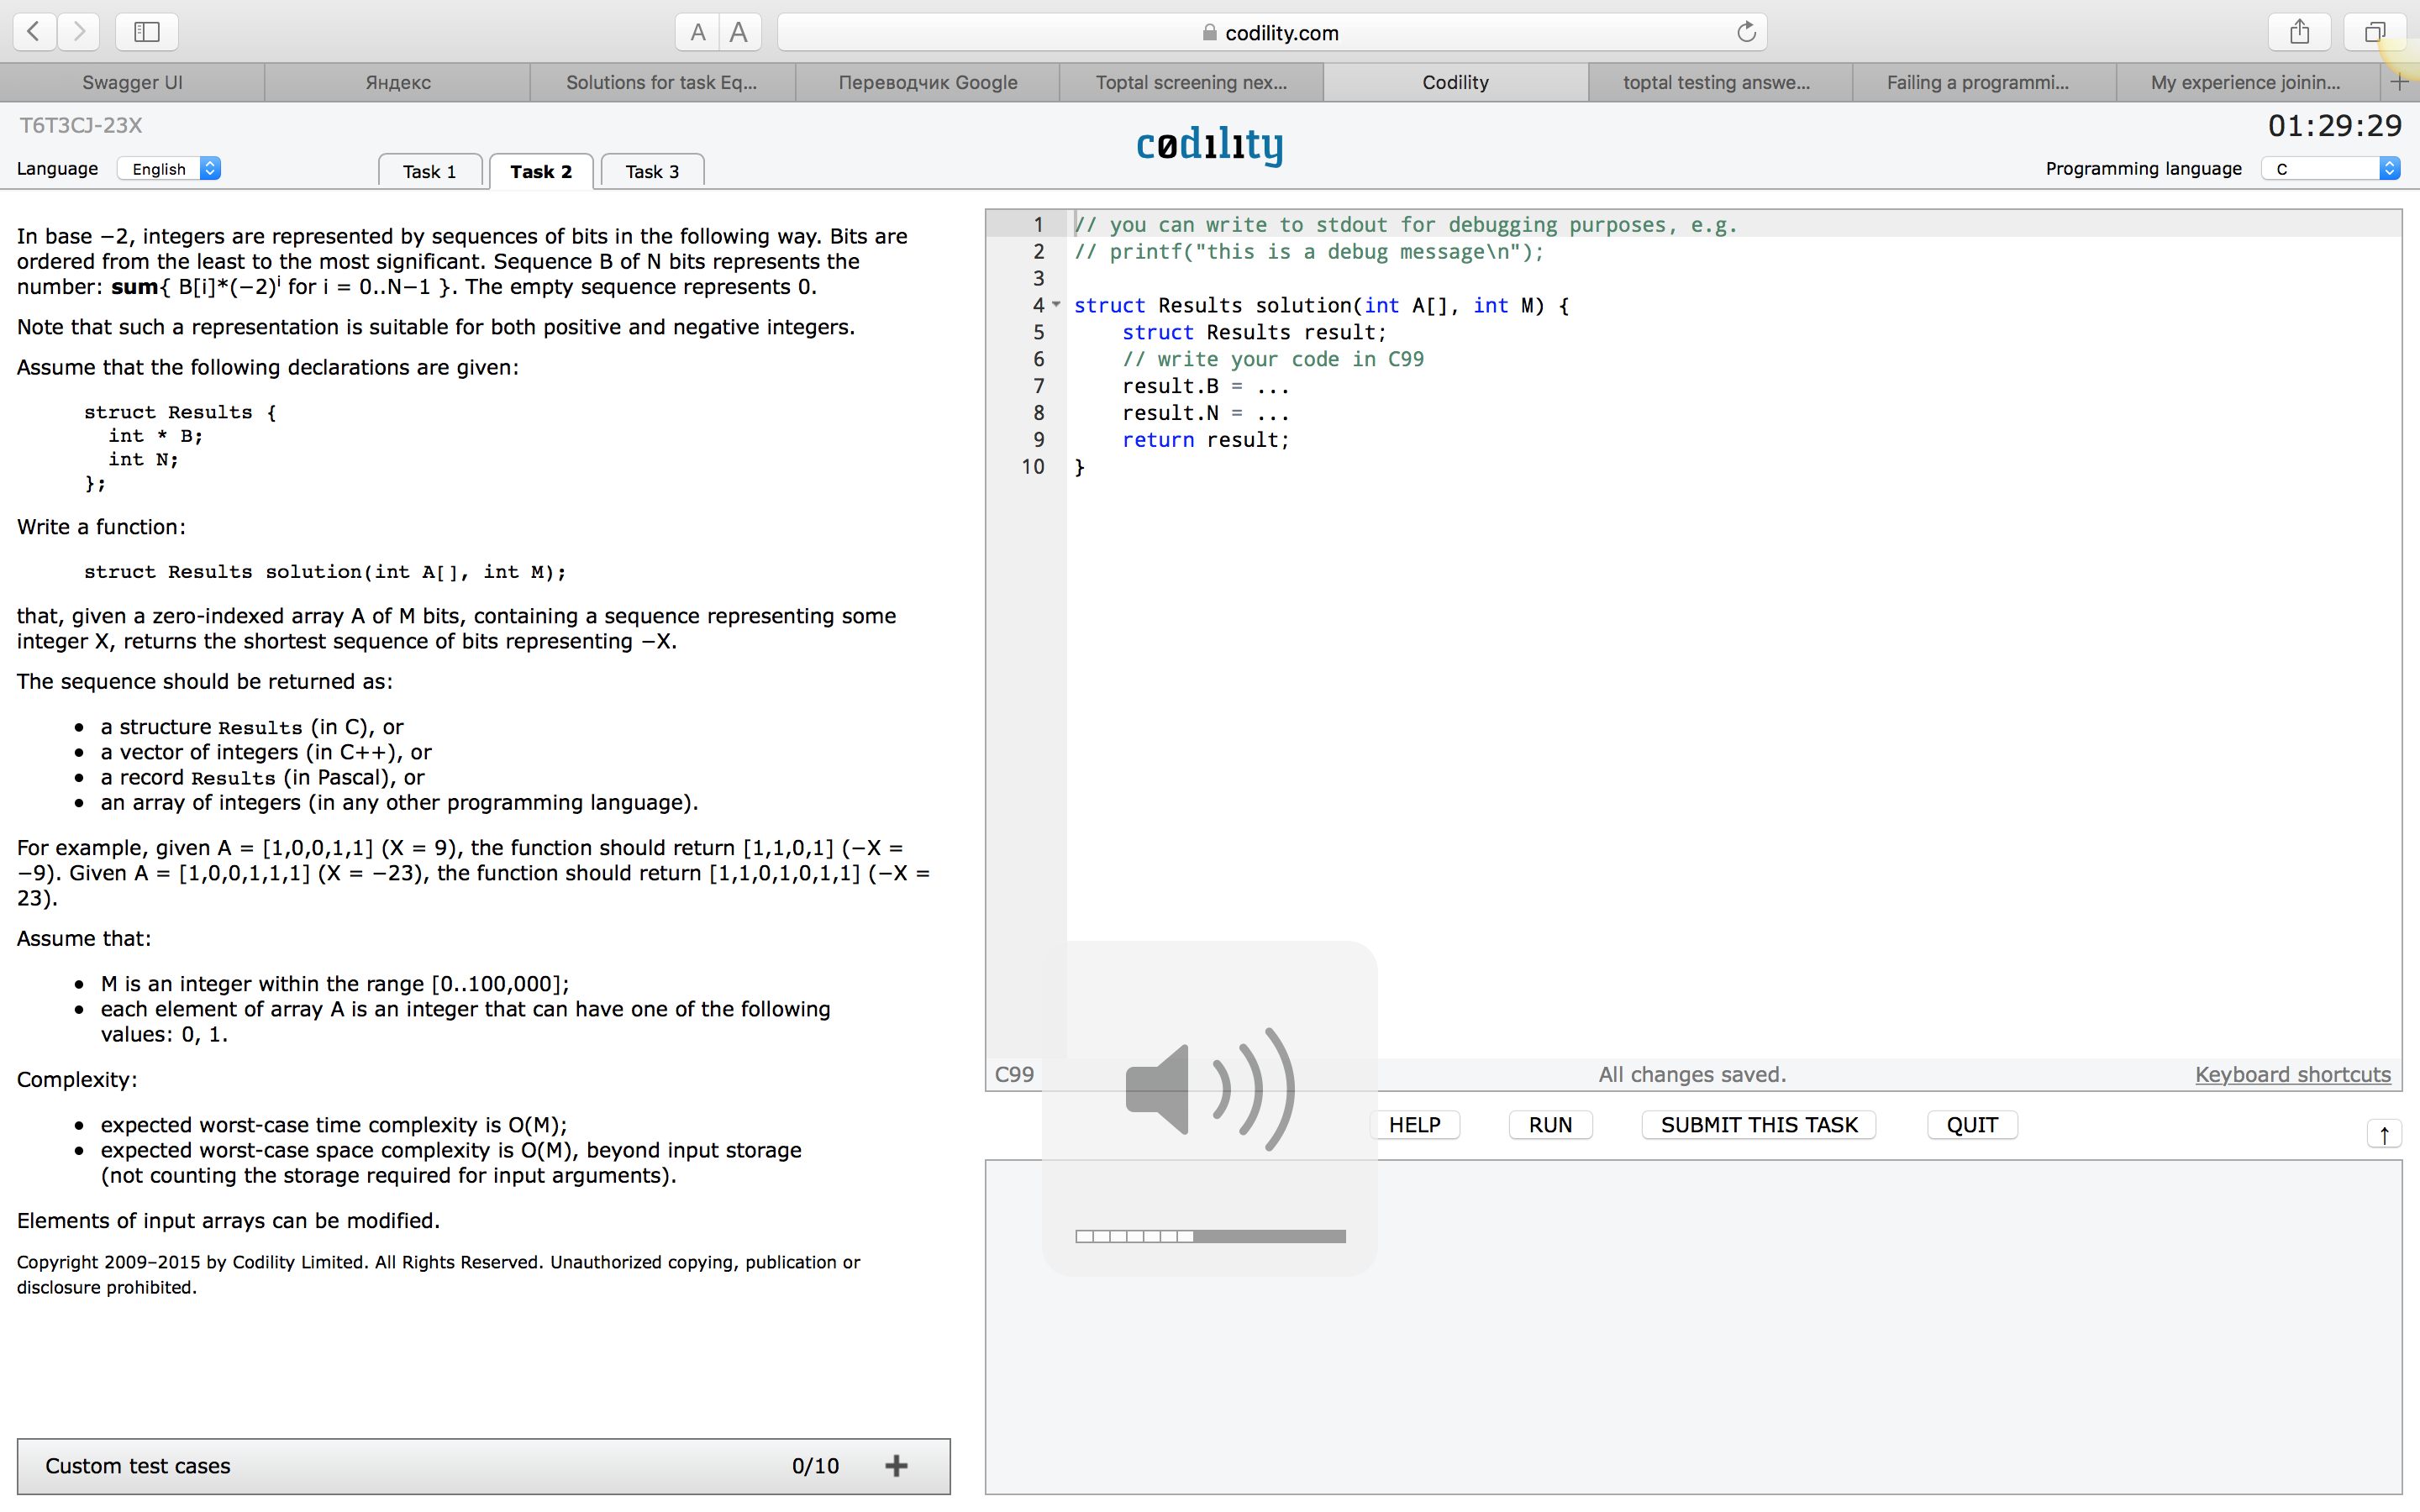 codility.com
Swagger UI
Яндекс
Solutions for task Eq...
Переводчик Google
Toptal screening nex...
Codility
toptal testing answe...
Failing a programmi...
My experience joinin...
T6T3CJ-23X
codility
01:29:29
Language English
Task 1
Task 2
Task 3
Programming language C
In base −2, integers are represented by sequences of bits in the following way. Bits are
ordered from the least to the most significant. Sequence B of N bits represents the
number: sum{ B[i]*(−2)^i for i = 0..N−1 }. The empty sequence represents 0.
Note that such a representation is suitable for both positive and negative integers.
Assume that the following declarations are given:
struct Results {
int * B;
int N;
};
Write a function:
struct Results solution(int A[], int M);
that, given a zero-indexed array A of M bits, containing a sequence representing some
integer X, returns the shortest sequence of bits representing −X.
The sequence should be returned as:
• a structure Results (in C), or
• a vector of integers (in C++), or
• a record Results (in Pascal), or
• an array of integers (in any other programming language).
For example, given A = [1,0,0,1,1] (X = 9), the function should return [1,1,0,1] (−X =
−9). Given A = [1,0,0,1,1,1] (X = −23), the function should return [1,1,0,1,0,1,1] (−X =
23).
Assume that:
• M is an integer within the range [0..100,000];
• each element of array A is an integer that can have one of the following
values: 0, 1.
Complexity:
• expected worst-case time complexity is O(M);
• expected worst-case space complexity is O(M), beyond input storage
(not counting the storage required for input arguments).
Elements of input arrays can be modified.
Copyright 2009–2015 by Codility Limited. All Rights Reserved. Unauthorized copying, publication or
disclosure prohibited.
Custom test cases 0/10 +
1 // you can write to stdout for debugging purposes, e.g.
2 // printf("this is a debug message\n");
3
4 struct Results solution(int A[], int M) {
5 struct Results result;
6 // write your code in C99
7 result.B = ...
8 result.N = ...
9 return result;
10 }
C99
All changes saved.
Keyboard shortcuts
HELP
RUN
SUBMIT THIS TASK
QUIT
↑